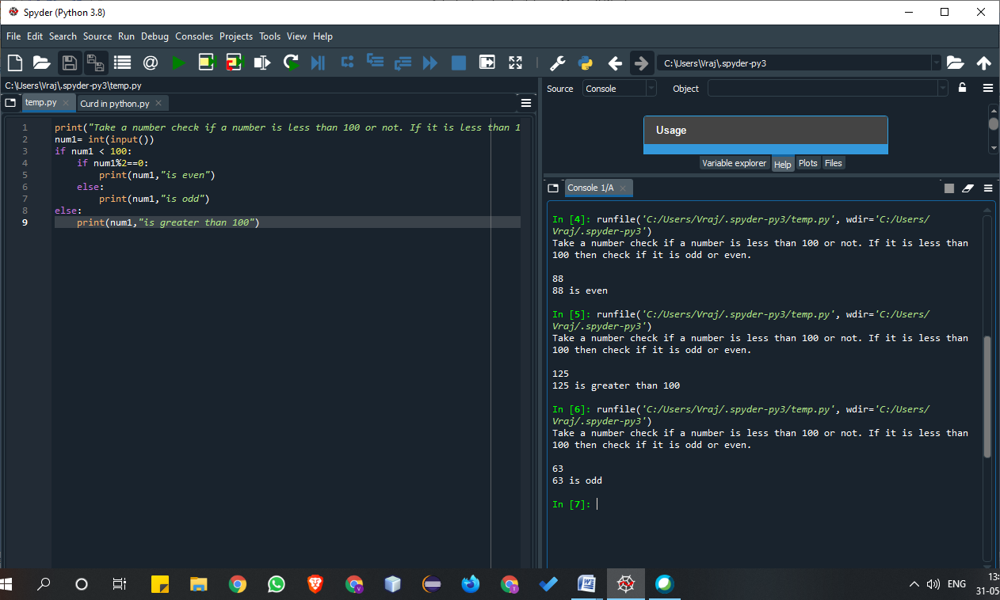 Spyder (Python 3.8)
File Edit Search Source Run Debug Consoles Projects Tools View Help
C:\Users\Vraj\.spyder-py3
C:\Users\Vraj\.spyder-py3\temp.py
temp.py
Curd in python.py
1 print("Take a number check if a number is less than 100 or not. If it is less than 1
2 num1= int(input())
3 if num1 < 100:
4     if num1%2==0:
5         print(num1,"is even")
6     else:
7         print(num1,"is odd")
8 else:
9     print(num1,"is greater than 100")
Source Console Object
Usage
Variable explorer Help Plots Files
Console 1/A
In [4]: runfile('C:/Users/Vraj/.spyder-py3/temp.py', wdir='C:/Users/
Vraj/.spyder-py3')
Take a number check if a number is less than 100 or not. If it is less than
100 then check if it is odd or even.
88
88 is even
In [5]: runfile('C:/Users/Vraj/.spyder-py3/temp.py', wdir='C:/Users/
Vraj/.spyder-py3')
Take a number check if a number is less than 100 or not. If it is less than
100 then check if it is odd or even.
125
125 is greater than 100
In [6]: runfile('C:/Users/Vraj/.spyder-py3/temp.py', wdir='C:/Users/
Vraj/.spyder-py3')
Take a number check if a number is less than 100 or not. If it is less than
100 then check if it is odd or even.
63
63 is odd
In [7]:
ENG
13:
31-05